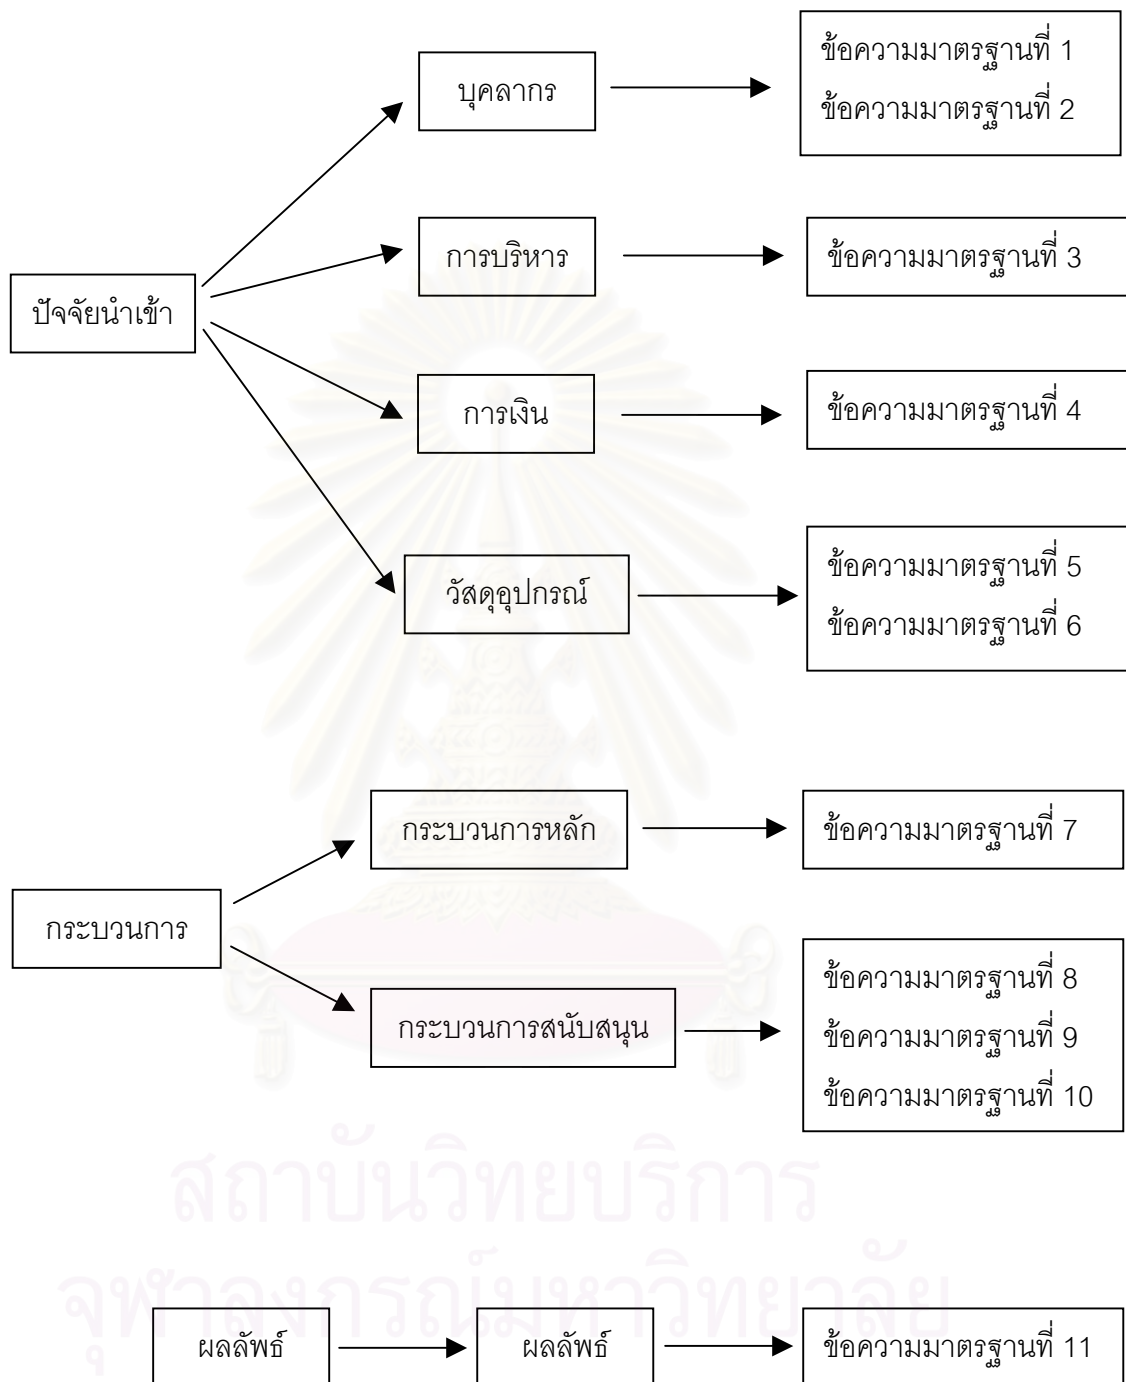 บุคลากร
ข้อความมาตรฐานที่ 1
ข้อความมาตรฐานที่ 2
การบริหาร
ข้อความมาตรฐานที่ 3
ปัจจัยนำเข้า
การเงิน
ข้อความมาตรฐานที่ 4
วัสดุอุปกรณ์
ข้อความมาตรฐานที่ 5
ข้อความมาตรฐานที่ 6
กระบวนการหลัก
ข้อความมาตรฐานที่ 7
กระบวนการ
กระบวนการสนับสนุน
ข้อความมาตรฐานที่ 8
ข้อความมาตรฐานที่ 9
ข้อความมาตรฐานที่ 10
สถาบันวิทยบริการ
จุฬาลงกรณ์มหาวิทยาลัย
ผลลัพธ์
ผลลัพธ์
ข้อความมาตรฐานที่ 11